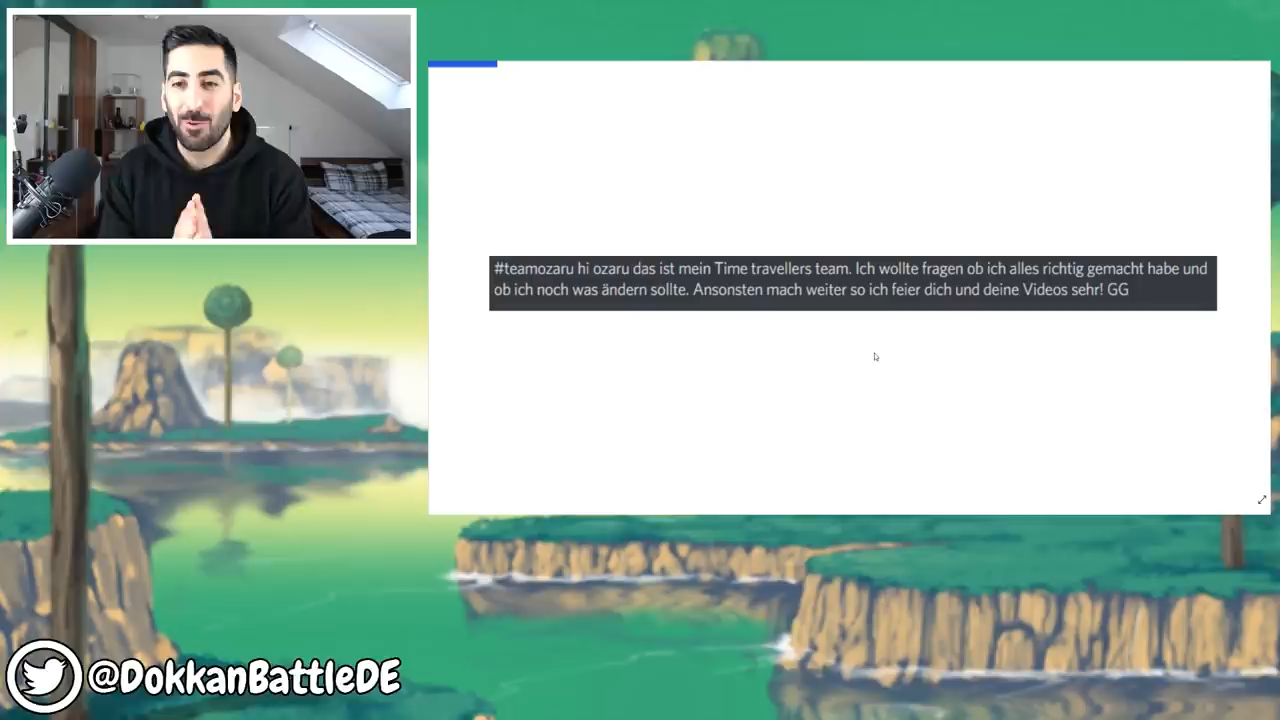 #teamozaru hi ozaru das ist mein Time travellers team. Ich wollte fragen ob ich alles richtig gemacht habe und
ob ich noch was ändern sollte. Ansonsten mach weiter so ich feier dich und deine Videos sehr! GG
@DokkanBattleDE